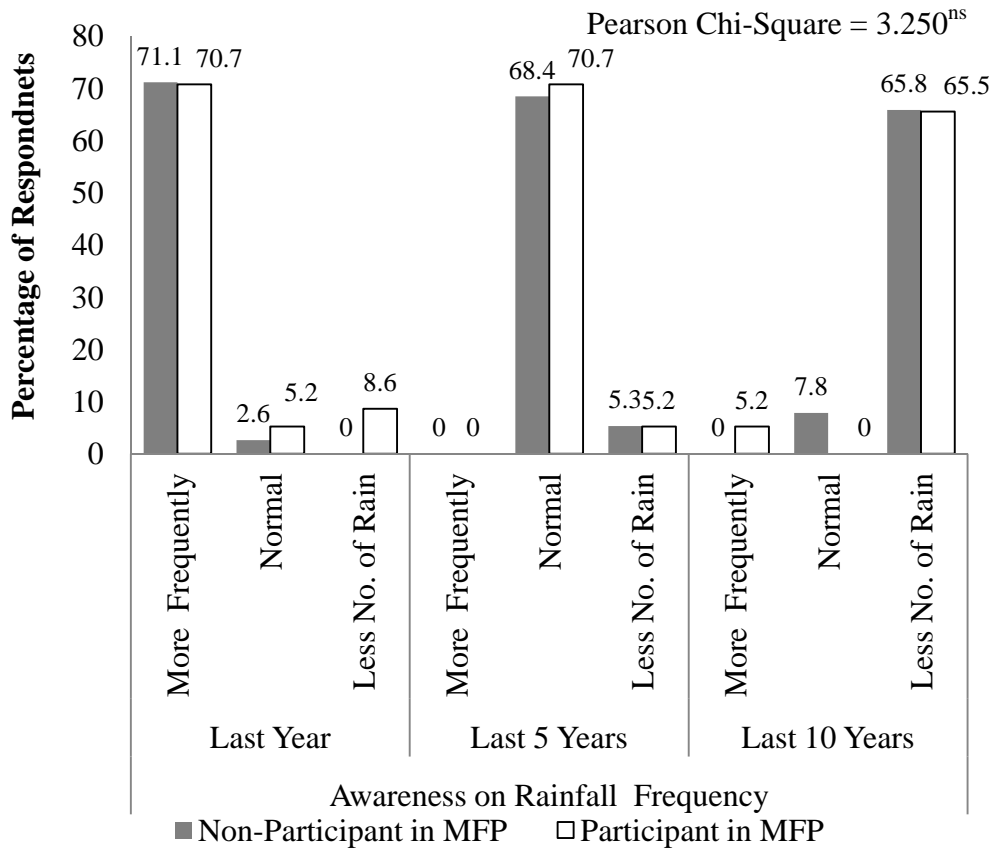 Pearson Chi-Square = 3.250ns
Percentage of Respondnets
80
70
60
50
40
30
20
10
0
71.1 70.7
2.6 5.2
0 8.6
0 0
68.4 70.7
5.3 5.2
0 5.2
7.8 0
65.8 65.5
More Frequently
Normal
Less No. of Rain
More Frequently
Normal
Less No. of Rain
More Frequently
Normal
Less No. of Rain
Last Year
Last 5 Years
Last 10 Years
Awareness on Rainfall Frequency
Non-Participant in MFP
Participant in MFP